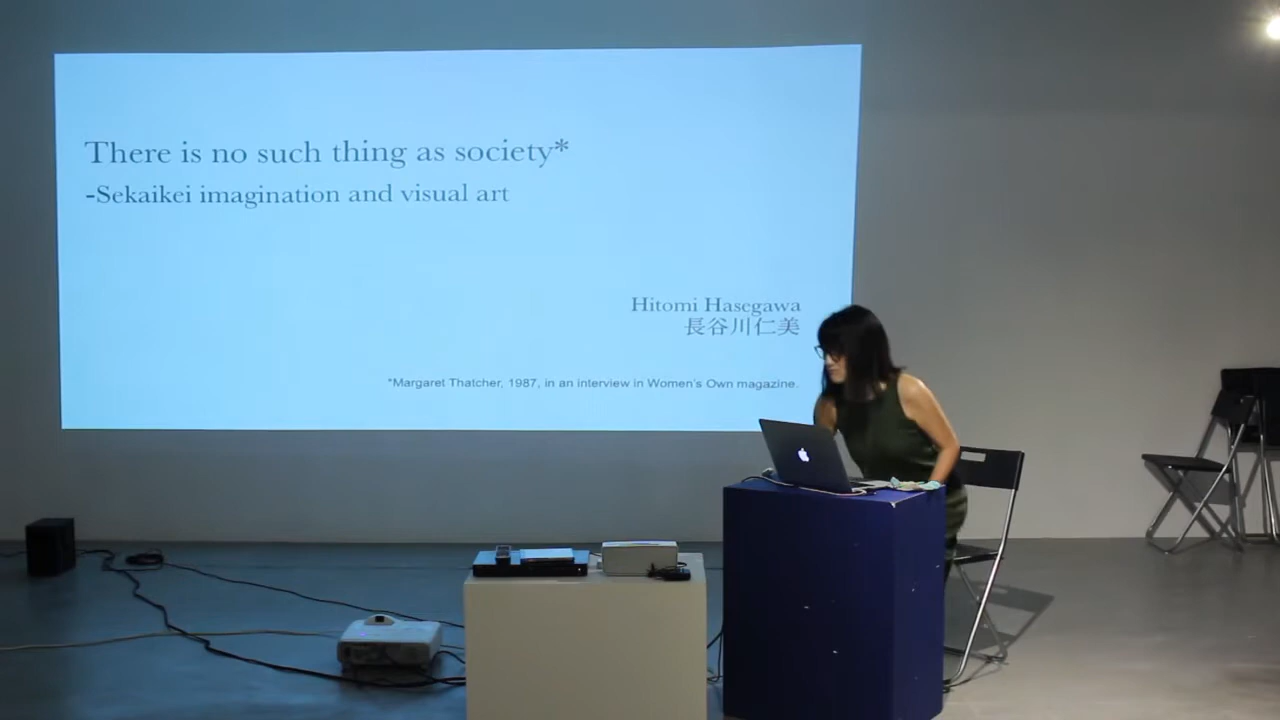 There is no such thing as society*
-Sekaikei imagination and visual art
Hitomi Hasegawa
長谷川仁美
*Margaret Thatcher, 1987, in an interview in Women's Own magazine.